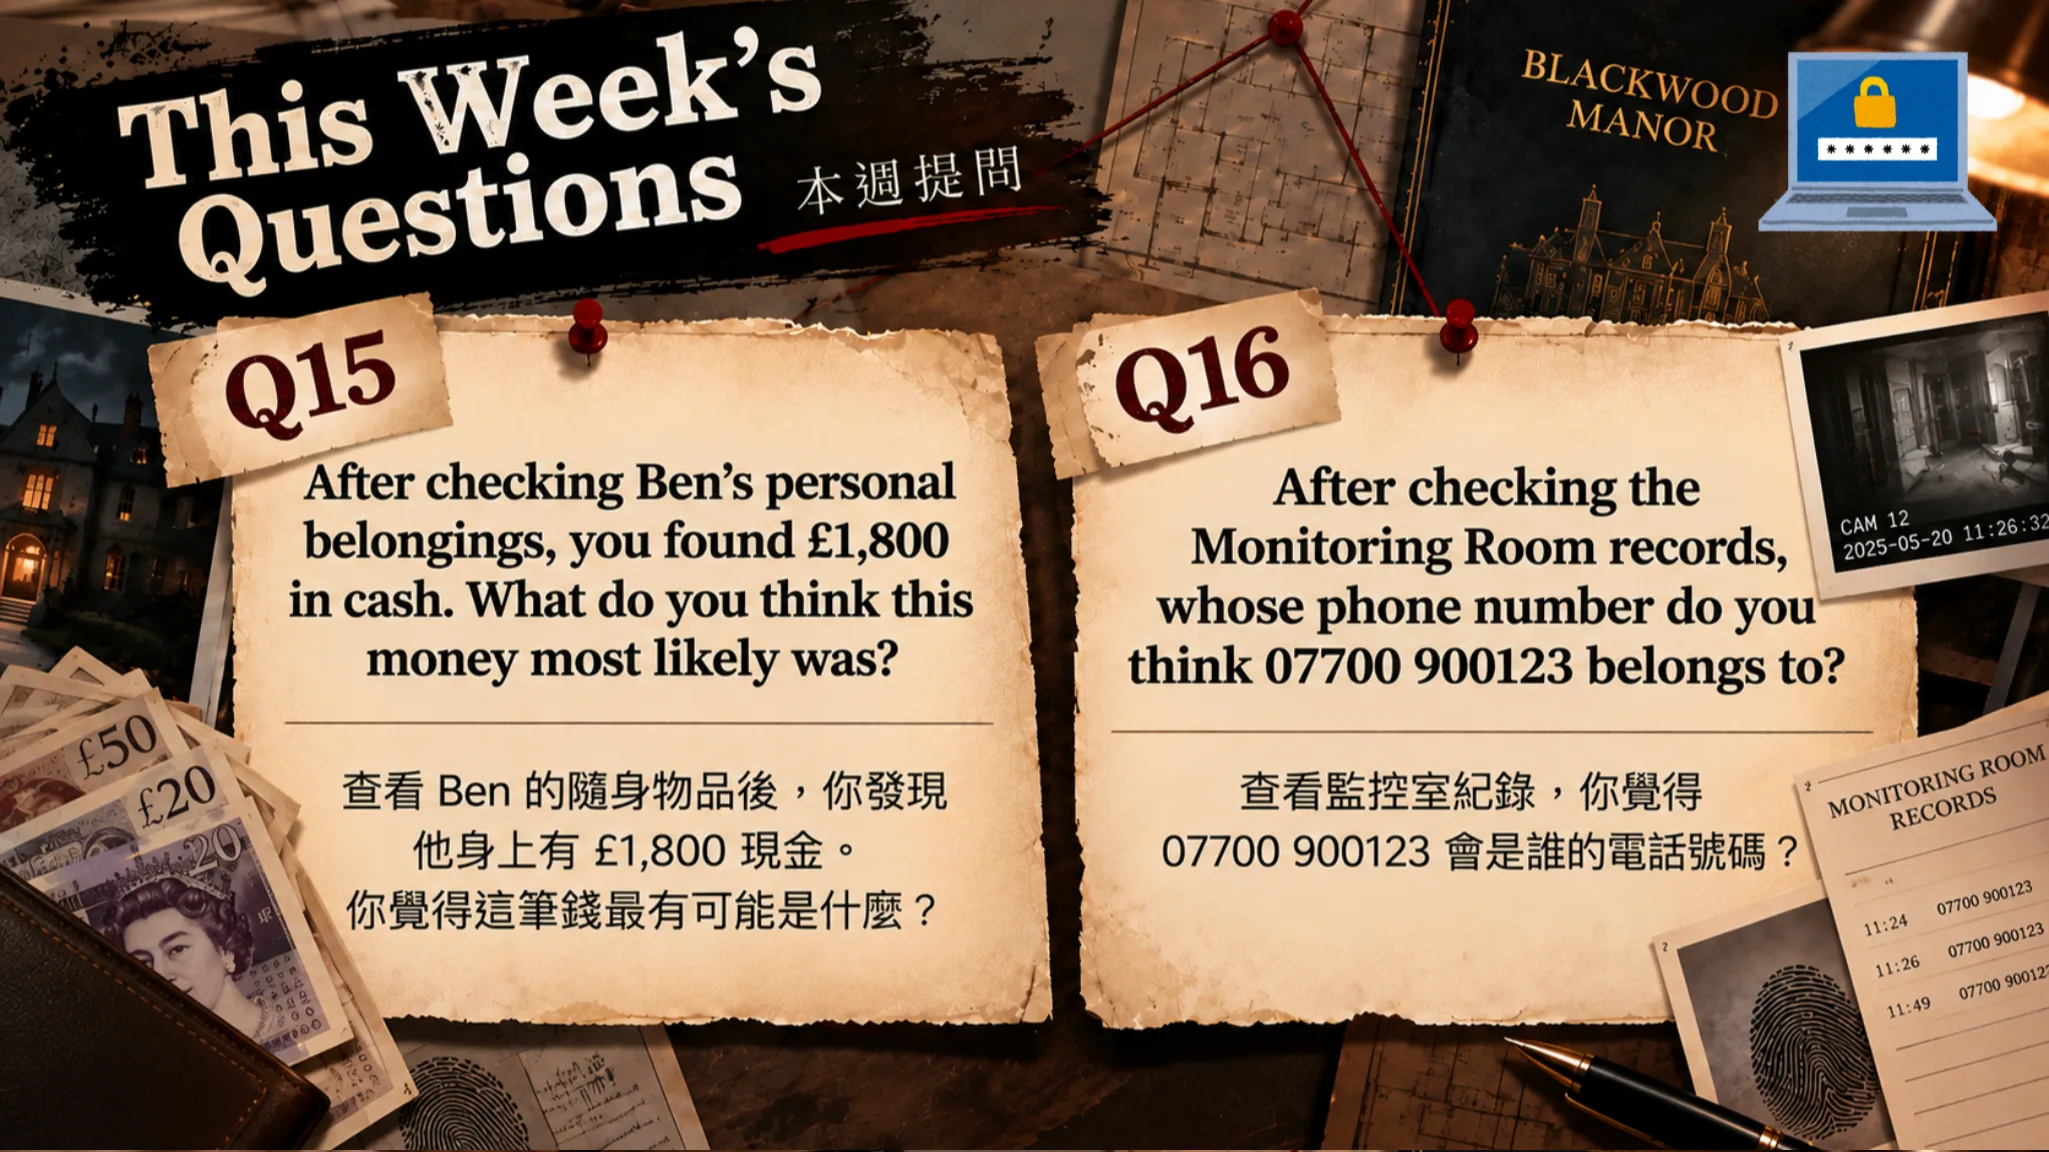 This Week's
Questions 本週提問
BLACKWOOD
MANOR
******
Q15
After checking Ben's personal
belongings, you found £1,800
in cash. What do you think this
money most likely was?
查看 Ben 的隨身物品後，你發現
他身上有 £1,800 現金。
你覺得這筆錢最有可能是什麼？
Q16
After checking the
Monitoring Room records,
whose phone number do you
think 07700 900123 belongs to?
查看監控室紀錄，你覺得
07700 900123 會是誰的電話號碼？
CAM 12
2025-05-20 11:26:32
£50
£20
20
MONITORING ROOM
RECORDS
11:24 07700 900123
11:26 07700 900123
11:49 07700 900123